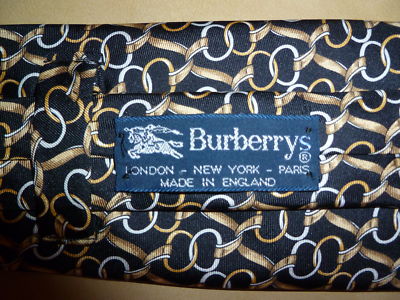 Burberrys®
LONDON - NEW YORK - PARIS
MADE IN ENGLAND